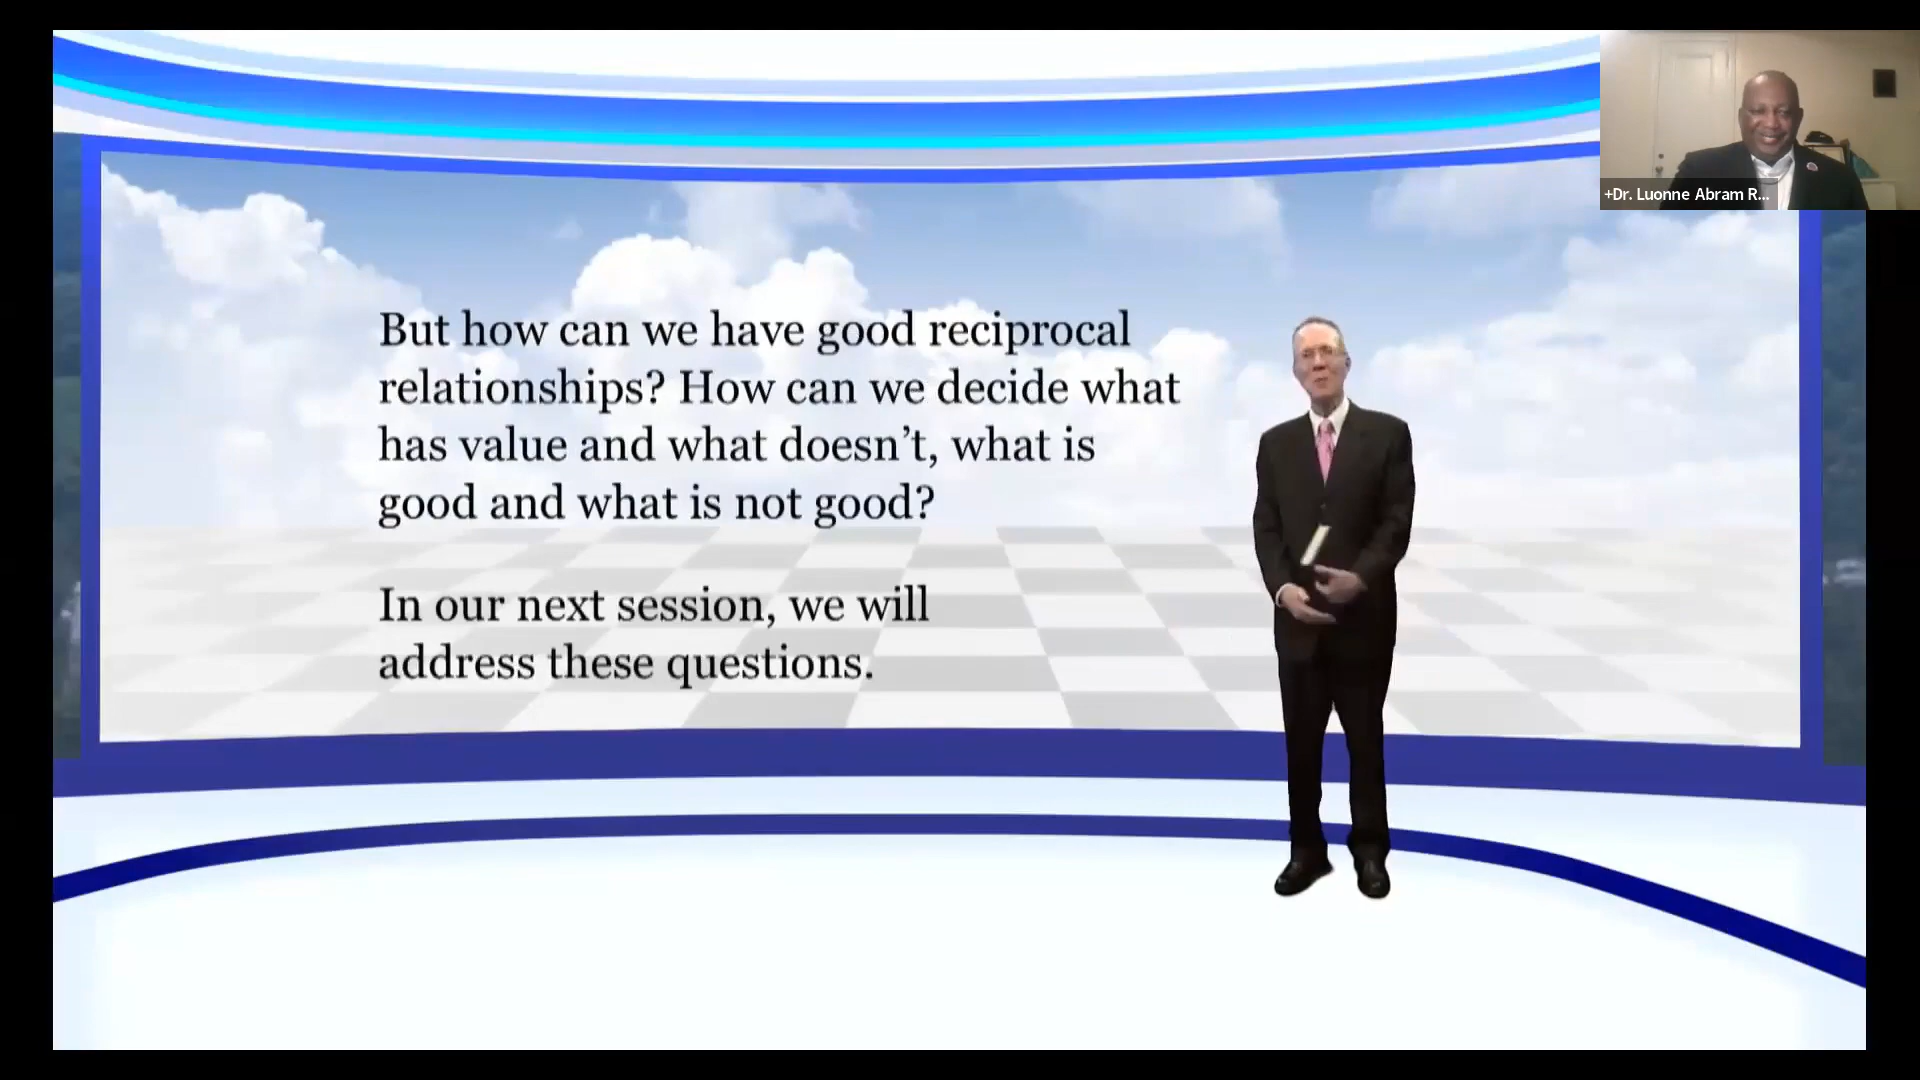 +Dr. Luonne Abram R...
But how can we have good reciprocal
relationships? How can we decide what
has value and what doesn’t, what is
good and what is not good?
In our next session, we will
address these questions.